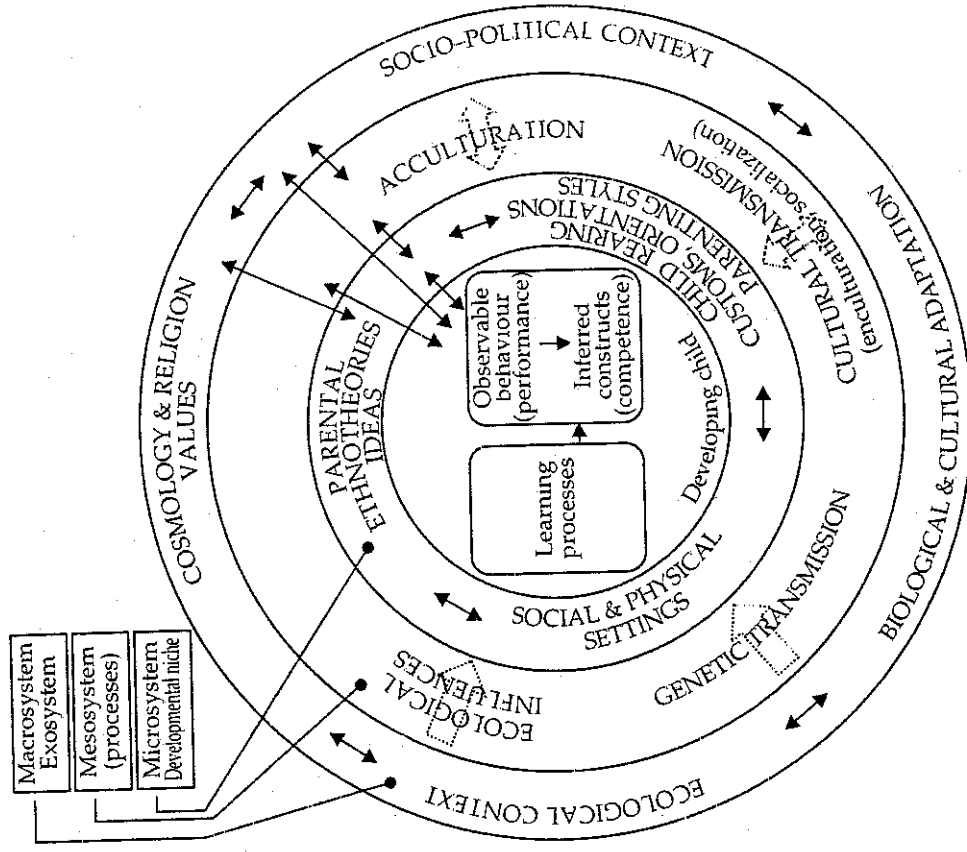 Macrosystem
Exosystem
Mesosystem
(processes)
Microsystem
Developmental niche
COSMOLOGY & RELIGION
VALUES
SOCIO-POLITICAL CONTEXT
BIOLOGICAL & CULTURAL ADAPTATION
ECOLOGICAL CONTEXT
ECOLOGICAL
INFLUENCES
GENETIC TRANSMISSION
CULTURAL TRANSMISSION
(enculturation, socialization)
ACCULTURATION
PARENTAL
ETHNOTHEORIES
IDEAS
CHILD REARING
CUSTOMS, ORIENTATIONS
PARENTING STYLES
SOCIAL & PHYSICAL
SETTINGS
Developing child
Learning
processes
Observable
behaviour
(performance)
Inferred
constructs
(competence)